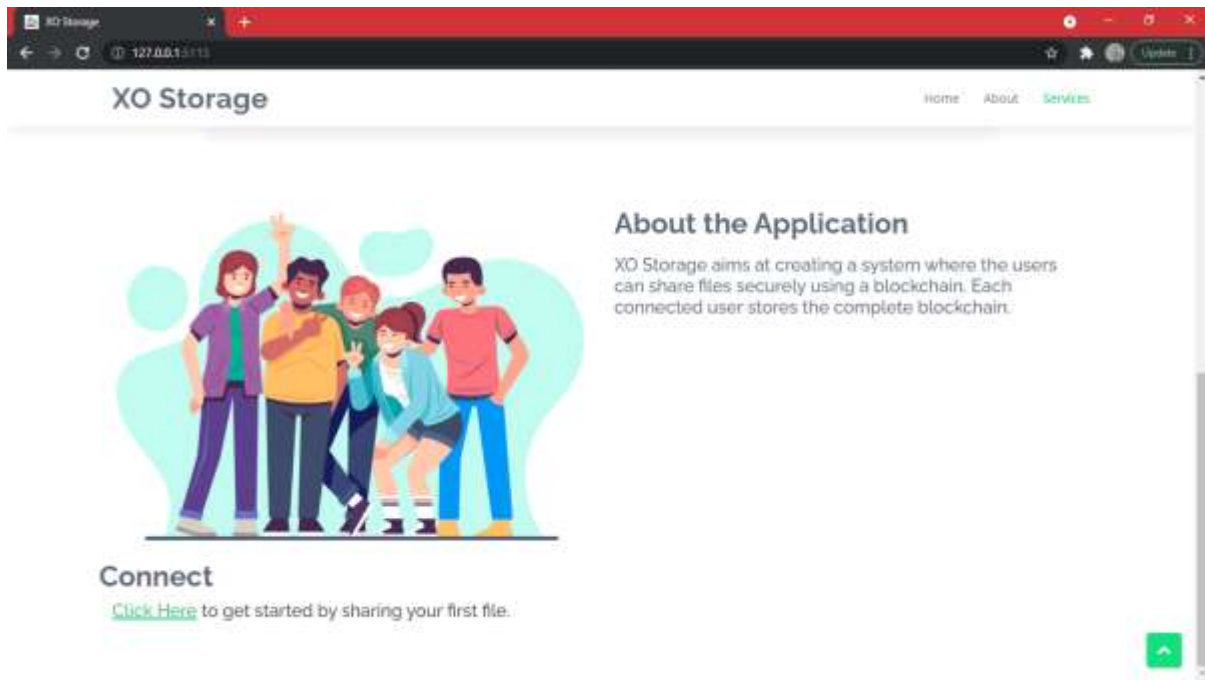 XO Storage
127.0.0.1:5113
Update
XO Storage
Home About Services
About the Application
XO Storage aims at creating a system where the users
can share files securely using a blockchain. Each
connected user stores the complete blockchain.
Connect
Click Here to get started by sharing your first file.